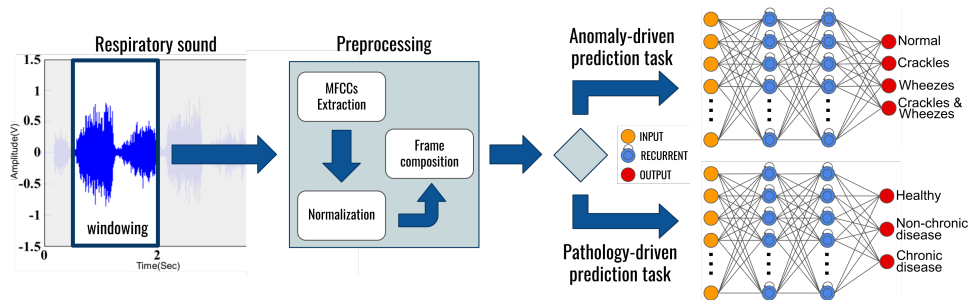 Respiratory sound
Preprocessing
Anomaly-driven
prediction task
1.5
1
0.5
0
-0.5
-1
-1.5
Amplitude(V)
windowing
0
2
Time(Sec)
MFCCs
Extraction
Frame
composition
Normalization
INPUT
RECURRENT
OUTPUT
Normal
Crackles
Wheezes
Crackles &
Wheezes
Pathology-driven
prediction task
Healthy
Non-chronic
disease
Chronic
disease